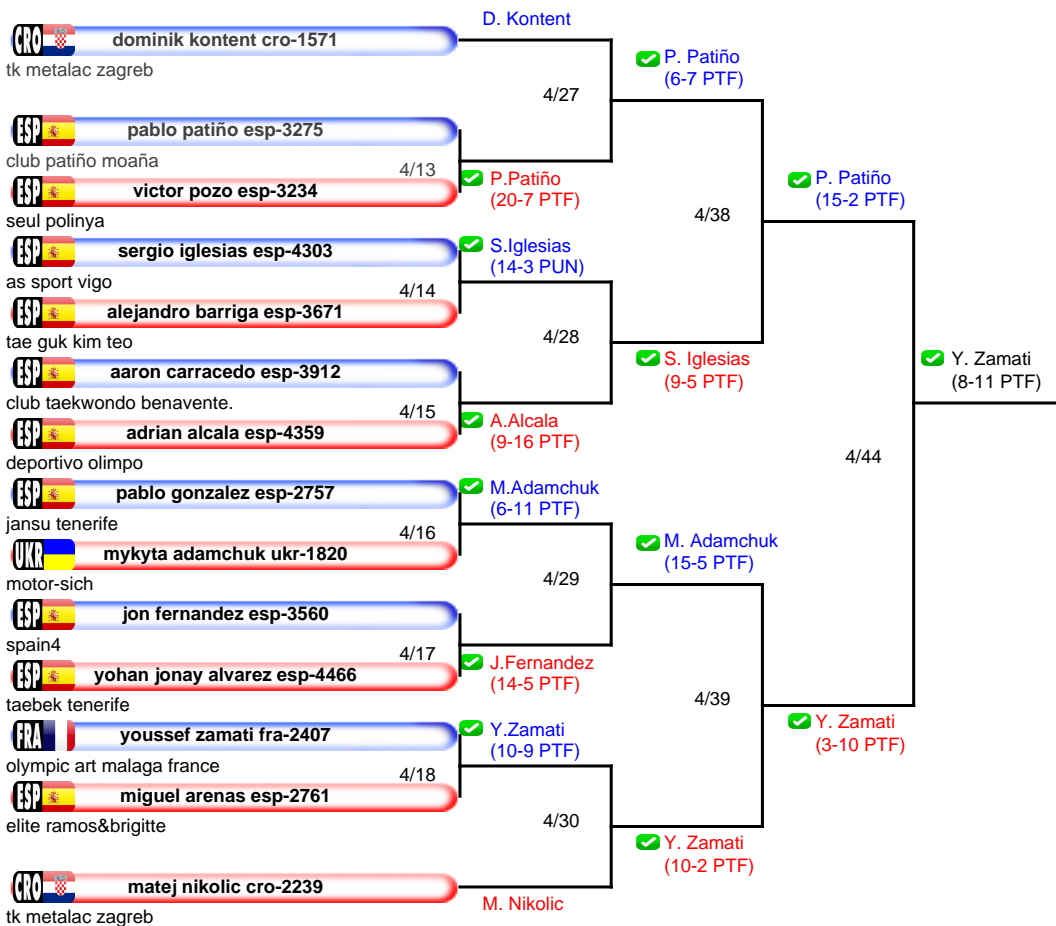 D. Kontent
CRO dominik kontent cro-1571
tk metalac zagreb
P. Patiño
(6-7 PTF)
4/27
ESP pablo patiño esp-3275
club patiño moaña
4/13
P.Patiño
(20-7 PTF)
ESP victor pozo esp-3234
seul polinya
P. Patiño
(15-2 PTF)
4/38
ESP sergio iglesias esp-4303
as sport vigo
S.Iglesias
(14-3 PUN)
4/14
ESP alejandro barriga esp-3671
tae guk kim teo
4/28
S. Iglesias
(9-5 PTF)
ESP aaron carracedo esp-3912
club taekwondo benavente.
4/15
A.Alcala
(9-16 PTF)
ESP adrian alcala esp-4359
deportivo olimpo
Y. Zamati
(8-11 PTF)
4/44
ESP pablo gonzalez esp-2757
jansu tenerife
M.Adamchuk
(6-11 PTF)
4/16
UKR mykyta adamchuk ukr-1820
motor-sich
M. Adamchuk
(15-5 PTF)
4/29
ESP jon fernandez esp-3560
spain4
4/17
J.Fernandez
(14-5 PTF)
ESP yohan jonay alvarez esp-4466
taebek tenerife
4/39
Y. Zamati
(3-10 PTF)
FRA youssef zamati fra-2407
olympic art malaga france
Y.Zamati
(10-9 PTF)
4/18
ESP miguel arenas esp-2761
elite ramos&brigitte
4/30
Y. Zamati
(10-2 PTF)
CRO matej nikolic cro-2239
tk metalac zagreb
M. Nikolic